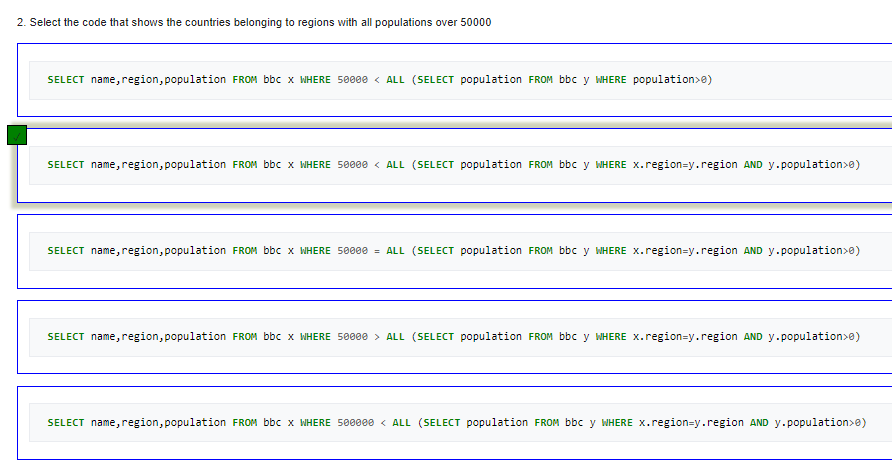 2. Select the code that shows the countries belonging to regions with all populations over 50000
SELECT name,region,population FROM bbc x WHERE 50000 < ALL (SELECT population FROM bbc y WHERE population>0)
SELECT name,region,population FROM bbc x WHERE 50000 < ALL (SELECT population FROM bbc y WHERE x.region=y.region AND y.population>0)
SELECT name,region,population FROM bbc x WHERE 50000 = ALL (SELECT population FROM bbc y WHERE x.region=y.region AND y.population>0)
SELECT name,region,population FROM bbc x WHERE 50000 > ALL (SELECT population FROM bbc y WHERE x.region=y.region AND y.population>0)
SELECT name,region,population FROM bbc x WHERE 500000 < ALL (SELECT population FROM bbc y WHERE x.region=y.region AND y.population>0)